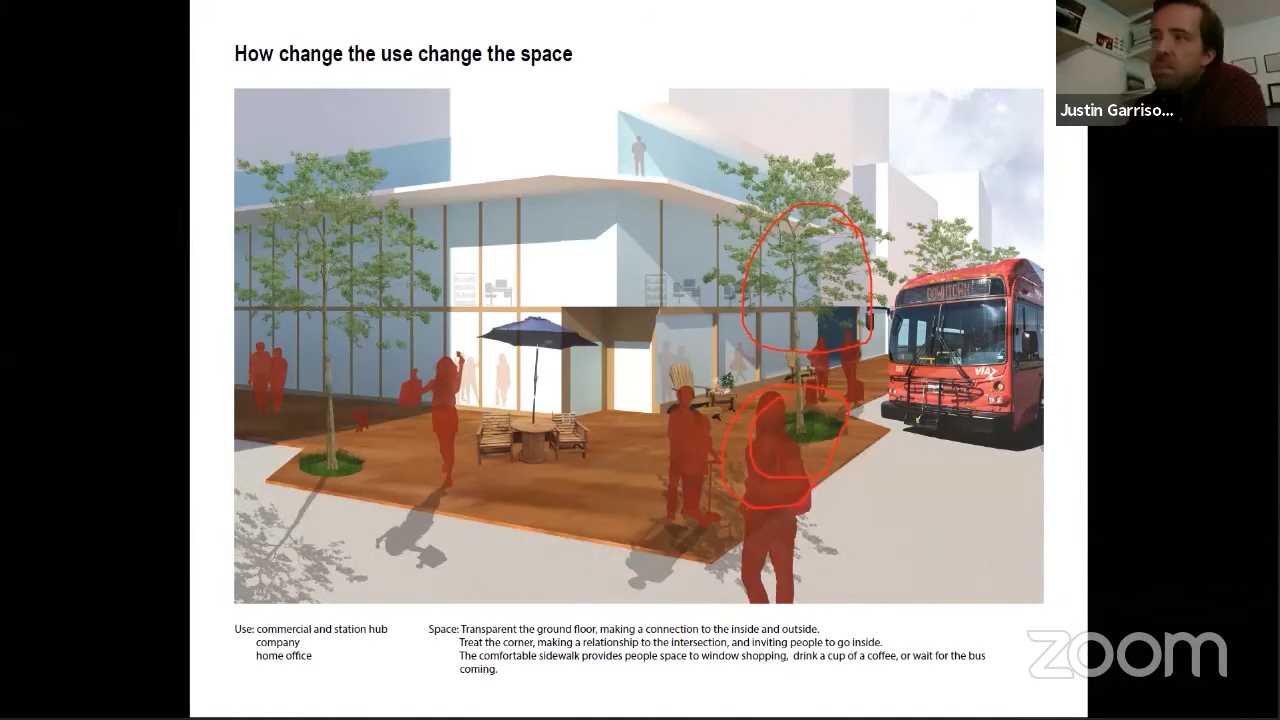 How change the use change the space
Justin Garriso...
DOWNTOWN
VIA
Use: commercial and station hub
company
home office
Space: Transparent the ground floor, making a connection to the inside and outside.
Treat the corner, making a relationship to the intersection, and inviting people to go inside.
The comfortable sidewalk provides people space to window shopping, drink a cup of a coffee, or wait for the bus
coming.
zoom